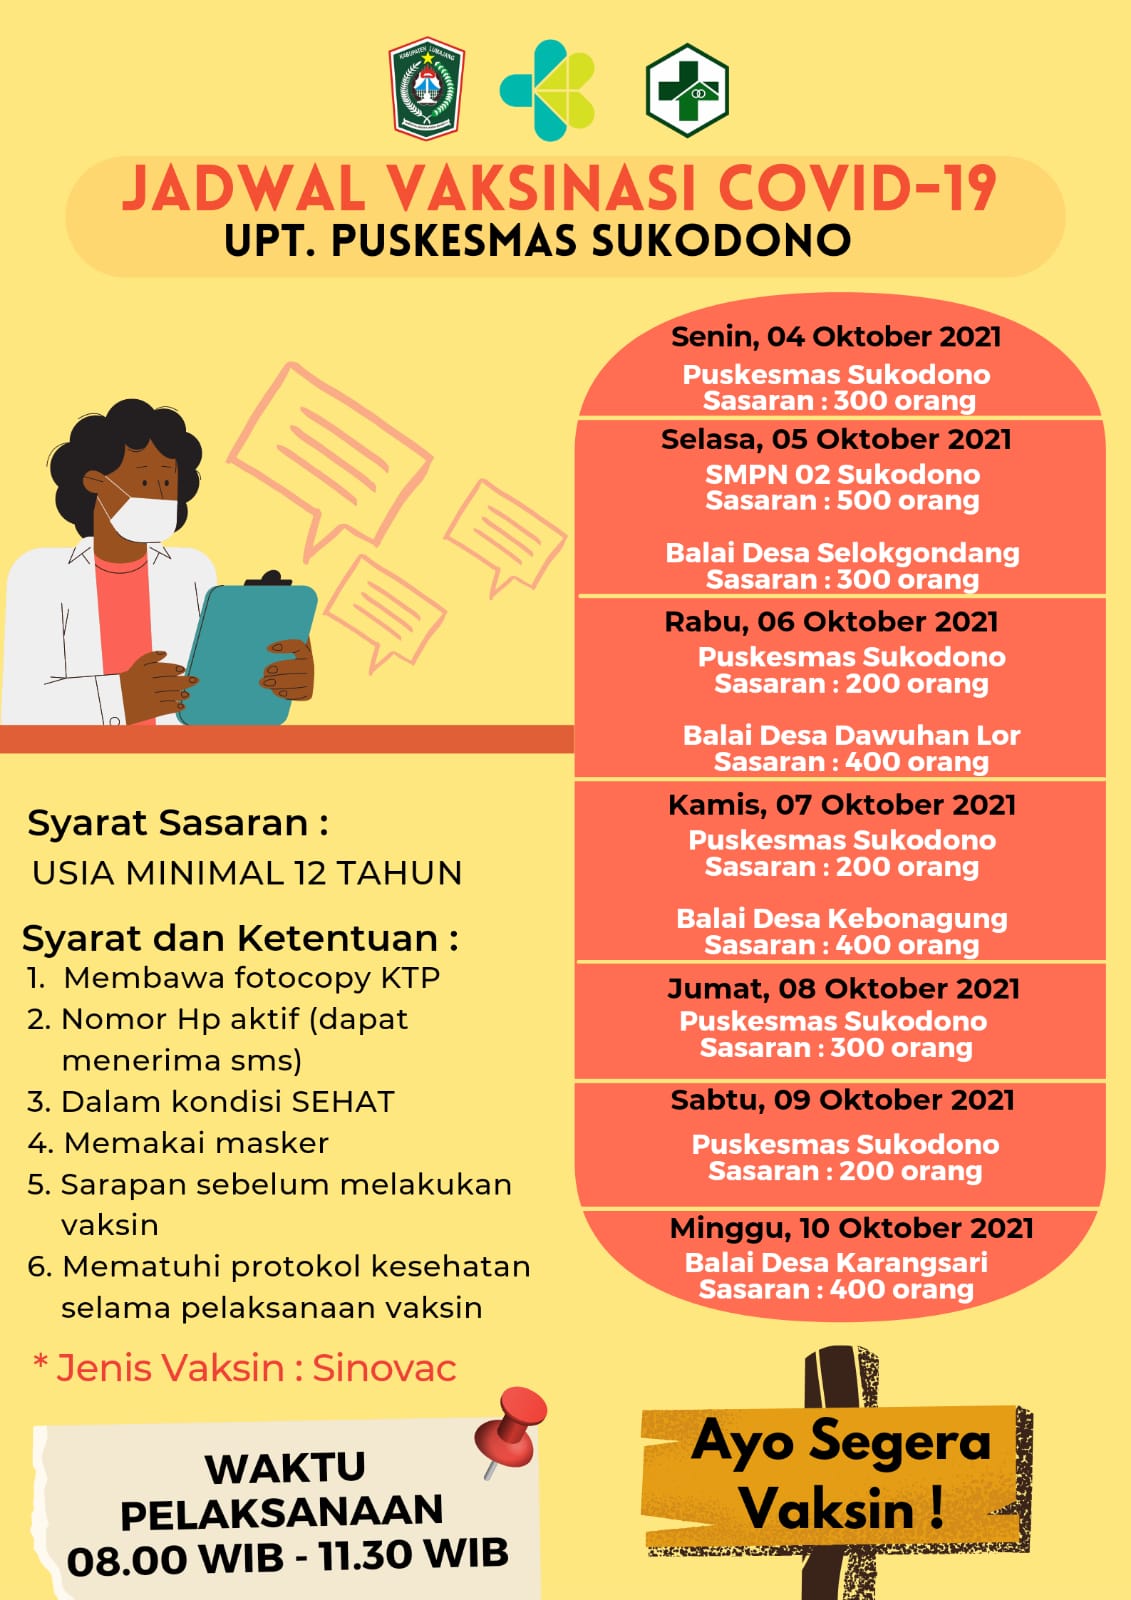 KABUPATEN LUMAJANG
JADWAL VAKSINASI COVID-19
UPT. PUSKESMAS SUKODONO
Senin, 04 Oktober 2021
Puskesmas Sukodono
Sasaran : 300 orang
Selasa, 05 Oktober 2021
SMPN 02 Sukodono
Sasaran : 500 orang
Balai Desa Selokgondang
Sasaran : 300 orang
Rabu, 06 Oktober 2021
Puskesmas Sukodono
Sasaran : 200 orang
Balai Desa Dawuhan Lor
Sasaran : 400 orang
Kamis, 07 Oktober 2021
Puskesmas Sukodono
Sasaran : 200 orang
Balai Desa Kebonagung
Sasaran : 400 orang
Jumat, 08 Oktober 2021
Puskesmas Sukodono
Sasaran : 300 orang
Sabtu, 09 Oktober 2021
Puskesmas Sukodono
Sasaran : 200 orang
Minggu, 10 Oktober 2021
Balai Desa Karangsari
Sasaran : 400 orang
Syarat Sasaran :
USIA MINIMAL 12 TAHUN
Syarat dan Ketentuan :
1. Membawa fotocopy KTP
2. Nomor Hp aktif (dapat
menerima sms)
3. Dalam kondisi SEHAT
4. Memakai masker
5. Sarapan sebelum melakukan
vaksin
6. Mematuhi protokol kesehatan
selama pelaksanaan vaksin
* Jenis Vaksin : Sinovac
WAKTU
PELAKSANAAN
08.00 WIB - 11.30 WIB
Ayo Segera
Vaksin !